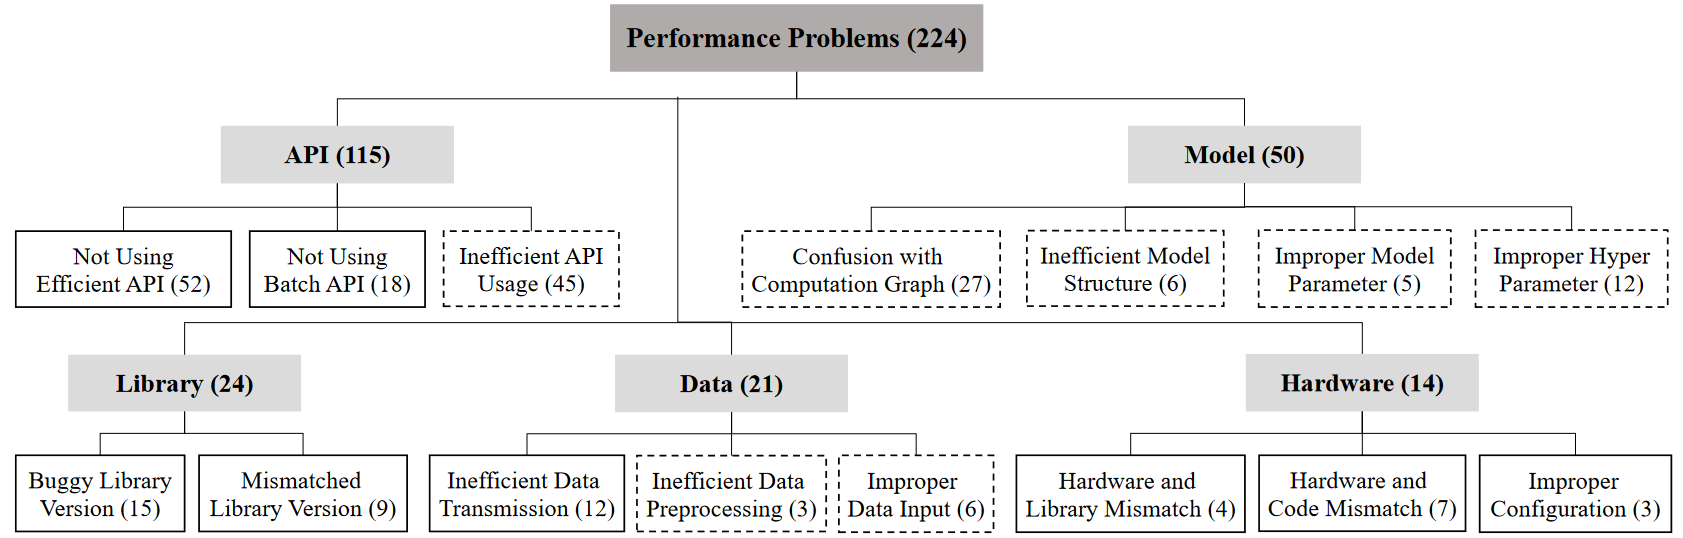 Performance Problems (224)
API (115)
Model (50)
Not Using
Efficient API (52)
Not Using
Batch API (18)
Inefficient API
Usage (45)
Confusion with
Computation Graph (27)
Inefficient Model
Structure (6)
Improper Model
Parameter (5)
Improper Hyper
Parameter (12)
Library (24)
Data (21)
Hardware (14)
Buggy Library
Version (15)
Mismatched
Library Version (9)
Inefficient Data
Transmission (12)
Inefficient Data
Preprocessing (3)
Improper
Data Input (6)
Hardware and
Library Mismatch (4)
Hardware and
Code Mismatch (7)
Improper
Configuration (3)